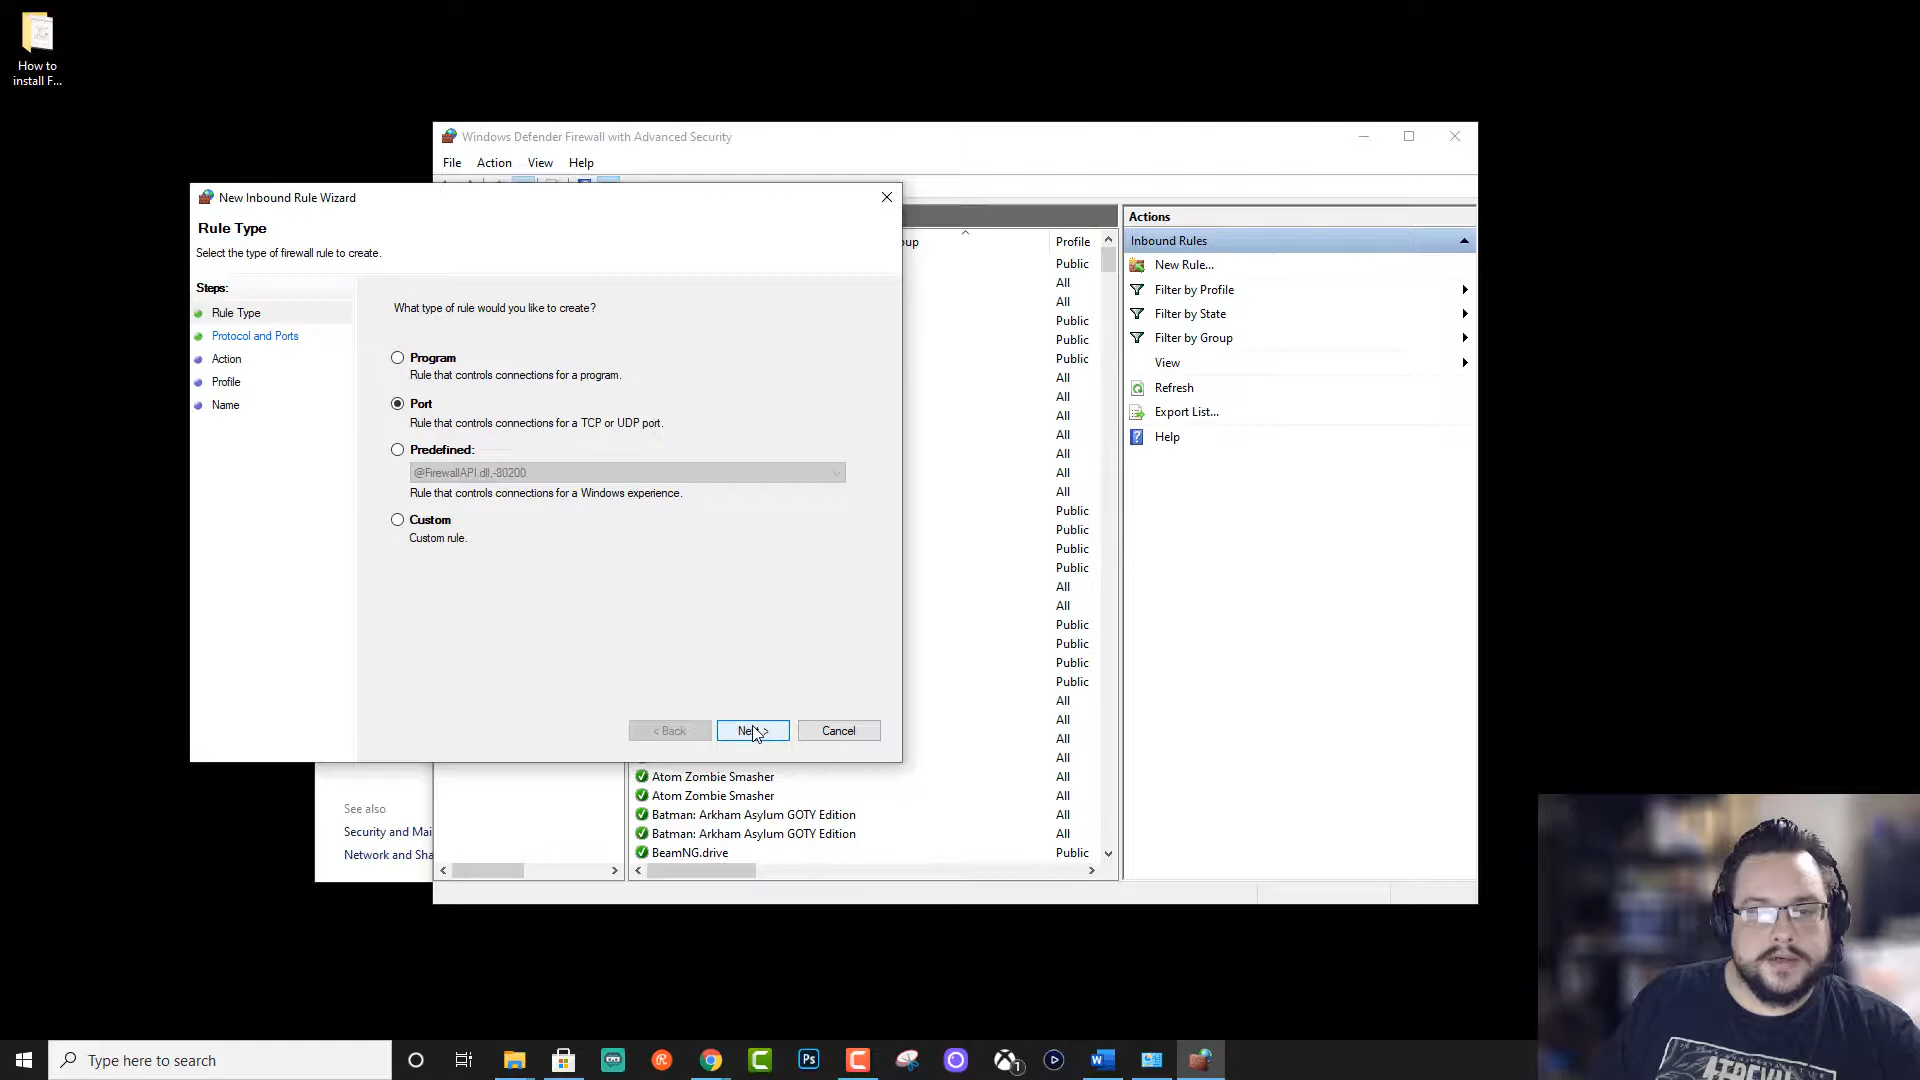 How to
install F...
Windows Defender Firewall with Advanced Security
File Action View Help
New Inbound Rule Wizard
Rule Type
Select the type of firewall rule to create.
Steps:
Rule Type
Protocol and Ports
Action
Profile
Name
What type of rule would you like to create?
Program
Rule that controls connections for a program.
Port
Rule that controls connections for a TCP or UDP port.
Predefined:
@FirewallAPI.dll,-80200
Rule that controls connections for a Windows experience.
Custom
Custom rule.
< Back Next > Cancel
oup Profile
Public
All
All
Public
Public
Public
All
All
All
All
All
All
All
Public
Public
Public
Public
All
All
Public
Public
Public
Public
All
All
All
All
Atom Zombie Smasher All
Atom Zombie Smasher All
Batman: Arkham Asylum GOTY Edition All
Batman: Arkham Asylum GOTY Edition All
BeamNG.drive Public
Actions
Inbound Rules
New Rule...
Filter by Profile
Filter by State
Filter by Group
View
Refresh
Export List...
Help
See also
Security and Mai
Network and Sha
Type here to search
Ps
1